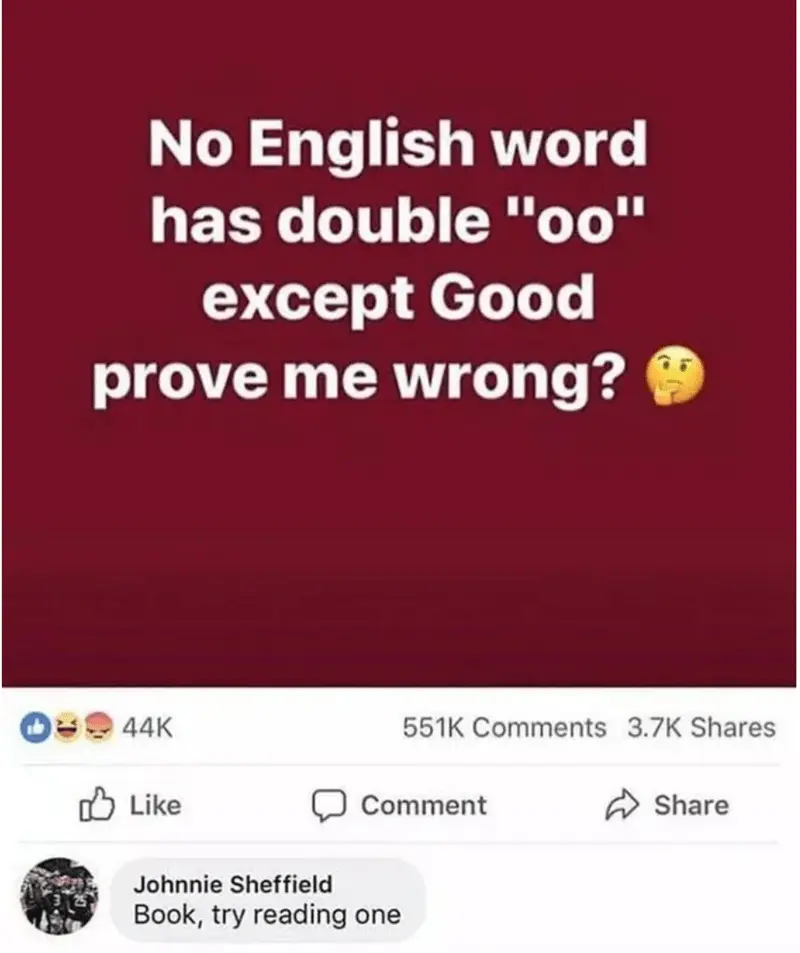 No English word
has double "oo"
except Good
prove me wrong? 🤔
44K 551K Comments 3.7K Shares
Like Comment Share
Johnnie Sheffield
Book, try reading one